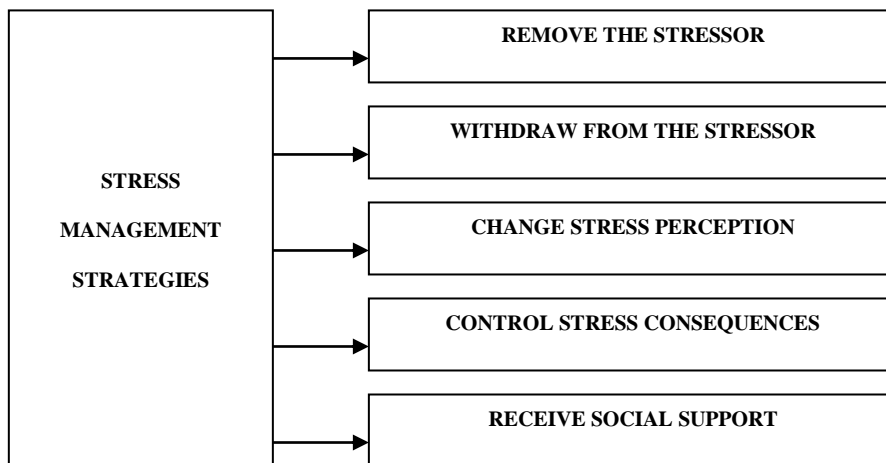 STRESS
MANAGEMENT
STRATEGIES
REMOVE THE STRESSOR
WITHDRAW FROM THE STRESSOR
CHANGE STRESS PERCEPTION
CONTROL STRESS CONSEQUENCES
RECEIVE SOCIAL SUPPORT